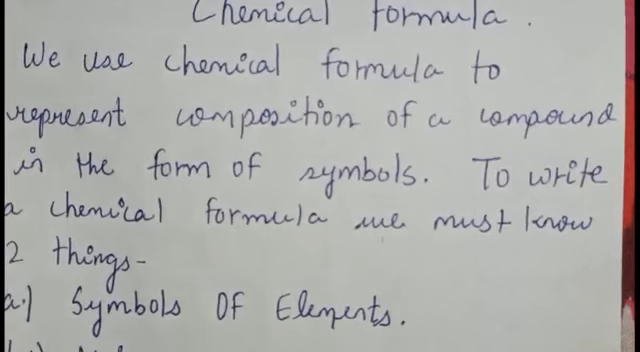 Chemical formula.
We use chemical formula to
represent composition of a compound
in the form of symbols. To write
a chemical formula we must know
2 things-
a.) Symbols Of Elements.